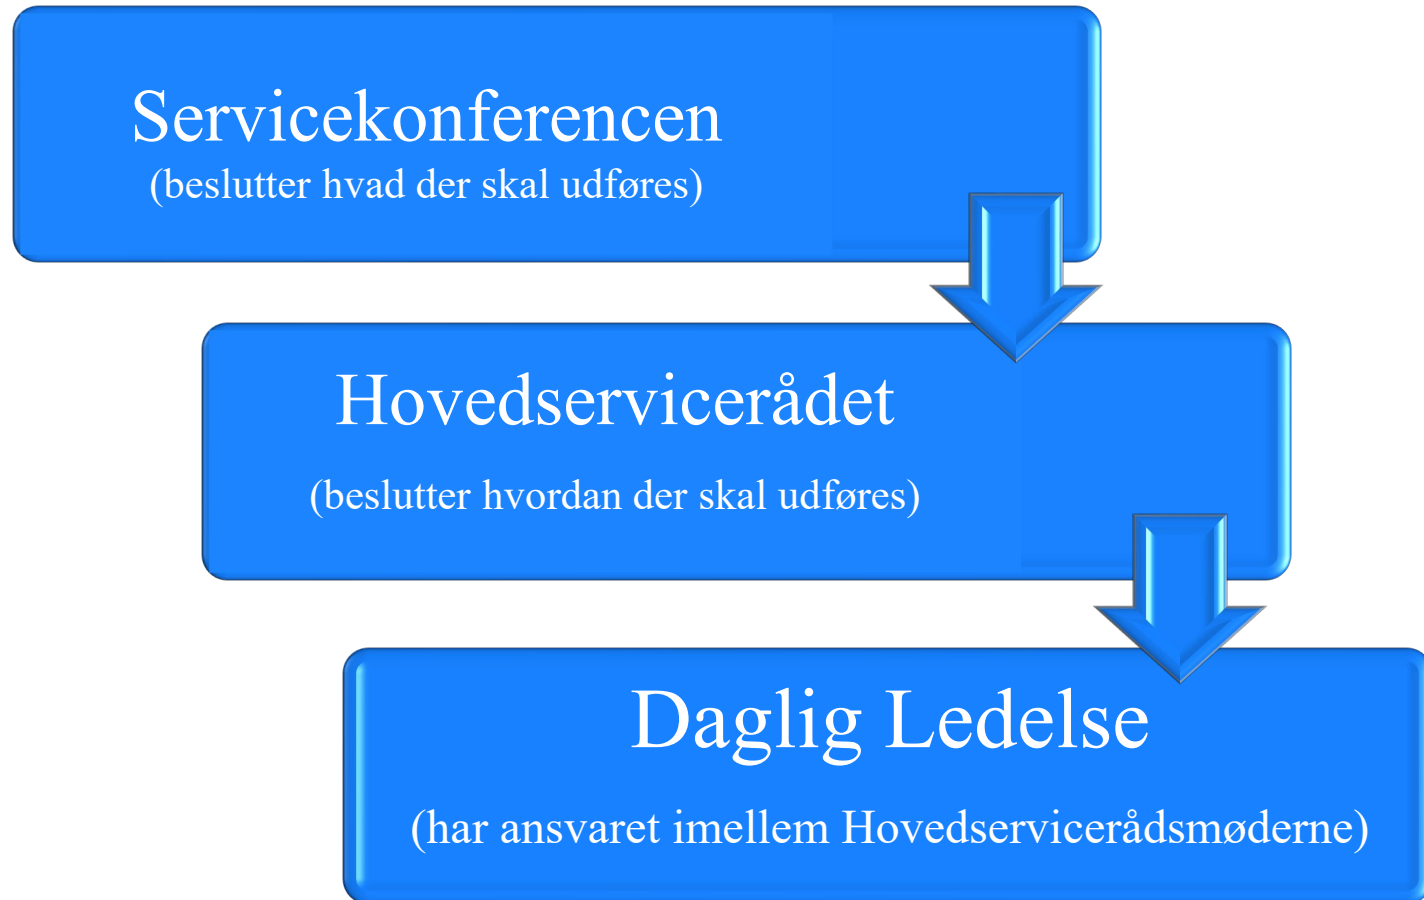 Servicekonferencen
(beslutter hvad der skal udføres)
Hovedservicerådet
(beslutter hvordan der skal udføres)
Daglig Ledelse
(har ansvaret imellem Hovedservicerådsmøderne)